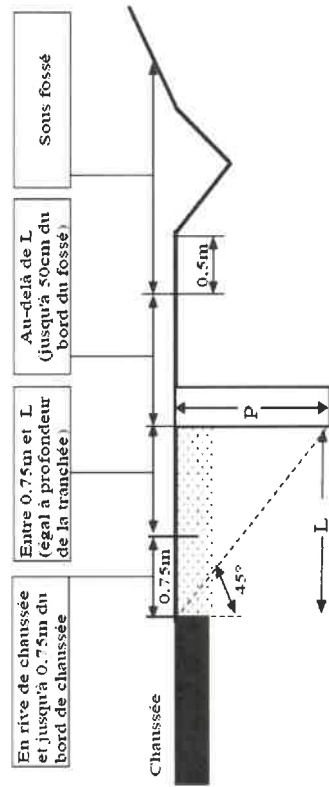 En rive de chaussée
et jusqu'à 0.75m du
bord de chaussée
Entre 0.75m et L
(égal à profondeur
de la tranchée)
Au-delà de L
(jusqu'à 50cm du
bord du fossé)
Sous fossé
Chaussée
0.75m
0.5m
45°
P
L